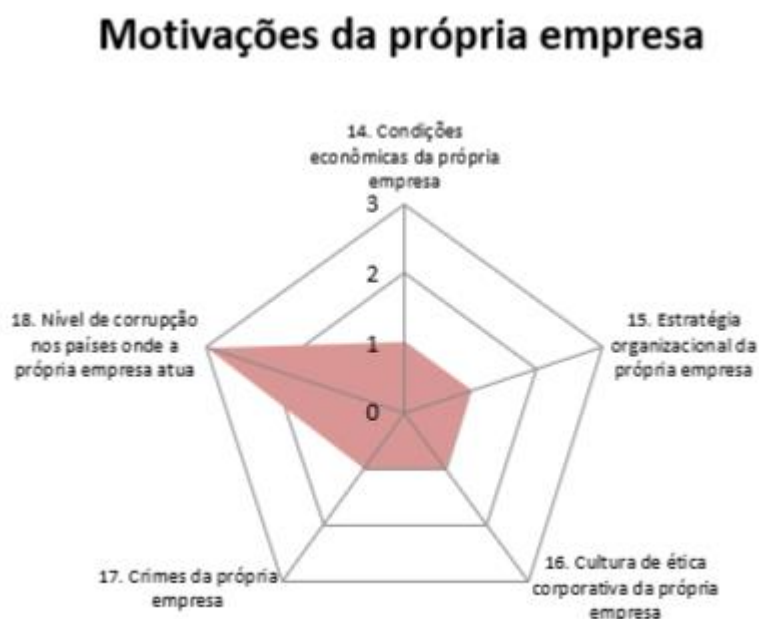 Motivações da própria empresa
14. Condições
econômicas da própria
empresa
3
2
1
0
15. Estratégia
organizacional da
própria empresa
16. Cultura de ética
corporativa da própria
empresa
17. Crimes da própria
empresa
18. Nível de corrupção
nos países onde a
própria empresa atua